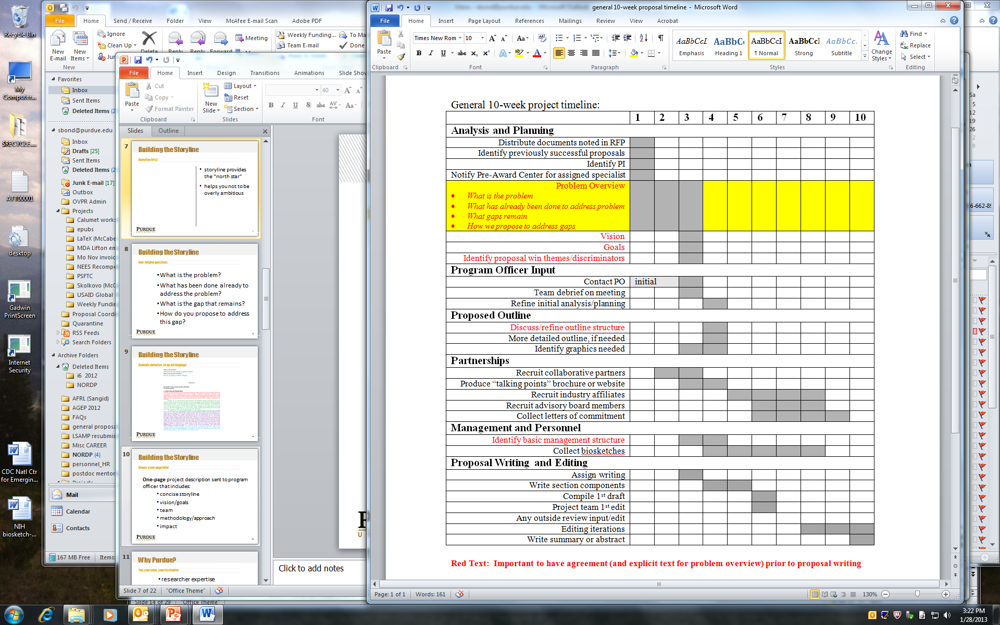 general 10-week proposal timeline - Microsoft Word
File Home Insert Page Layout References Mailings Review View Acrobat
Paste
Clipboard
Times New Rom 10
Font
Paragraph
AaBbCcI AaBbC AaBbCcI AaBbCcl AaBbCc.
Emphasis Heading 1 ¶ Normal Strong Subtitle
Change Styles
Styles
Find
Replace
Select
Editing
General 10-week project timeline:
1 2 3 4 5 6 7 8 9 10
Analysis and Planning
Distribute documents noted in RFP
Identify previously successful proposals
Identify PI
Notify Pre-Award Center for assigned specialist
Problem Overview
• What is the problem
• What has already been done to address problem
• What gaps remain
• How we propose to address gaps
Vision
Goals
Identify proposal win themes/discriminators
Program Officer Input
Contact PO initial
Team debrief on meeting
Refine initial analysis/planning
Proposed Outline
Discuss/refine outline structure
More detailed outline, if needed
Identify graphics needed
Partnerships
Recruit collaborative partners
Produce “talking points” brochure or website
Recruit industry affiliates
Recruit advisory board members
Collect letters of commitment
Management and Personnel
Identify basic management structure
Collect biosketches
Proposal Writing and Editing
Assign writing
Write section components
Compile 1st draft
Project team 1st edit
Any outside review input/edit
Editing iterations
Write summary or abstract
Red Text: Important to have agreement (and explicit text for problem overview) prior to proposal writing
Page: 1 of 1 Words: 161
130%
File Home Insert Design Transitions Animations Slide Show
Paste
Cut
Copy
Format Painter
Clipboard
New Slide
Layout
Reset
Section
Slides
40
Font
Slides Outline
7
Building the Storyline
Storyline first!
• storyline provides
the “north star”
• helps you not to be
overly ambitious
PURDUE
UNIVERSITY
8
Building the Storyline
Four helpful questions
•What is the problem?
•What has been done already to
address the problem?
•What is the gap that remains?
•How do you propose to address
this gap?
PURDUE
UNIVERSITY
9
Building the Storyline
Example narrative...in op-ed language
PURDUE
UNIVERSITY
10
Building the Storyline
Create a one-page brief
One-page project description sent to program
officer that includes:
• concise storyline
• vision/goals
• team
• methodology/approach
• impact
PURDUE
UNIVERSITY
11
Why Purdue?
You, your team, your institution
• researcher expertise
Click to add notes
Slide 7 of 22 "Office Theme"
Slide 14 of 29 "Office Theme"
File Home Send / Receive Folder View McAfee E-mail Scan Adobe PDF
New E-mail
New Items
New
Ignore
Clean Up
Delete
Reply
Forward
Meeting
Weekly Funding...
Team E-mail
To Ma
Done
Favorites
Inbox
Sent Items
Deleted Items (2
sbond@purdue.edu
Inbox
Drafts [25]
Sent Items
Deleted Items (2
Junk E-mail [17]
Outbox
OVPR Admin
Projects
Calumet works
epubs
LaTeX (McCabe
MDA Lifton em
Mo Nov invoic
NEES Recompe
PSFTC
Skolkovo (McC
USAID Global
Weekly Fundin
Proposal Coordi
Quarantine
RSS Feeds
Search Folders
Archive Folders
Deleted Items
i6 2012
NORDP
AFRL (Sangid)
AGEP 2012
FAQs
general proposa
LSAMP resubmis
Misc CAREER
NORDP (4)
personnel_HR
postdoc mentor
Mail
Calendar
Contacts
167 MB Free Items:
Recycle Bin
My Computer...
SRECYCLE....
ATT00001
desktop
Gadwin PrintScreen
Internet Security
CDC Natl Ctr for Emergin...
NIH biosketch-...
Sa
5
12
19
26
2
9
6-662-89
3:22 PM
1/28/2013